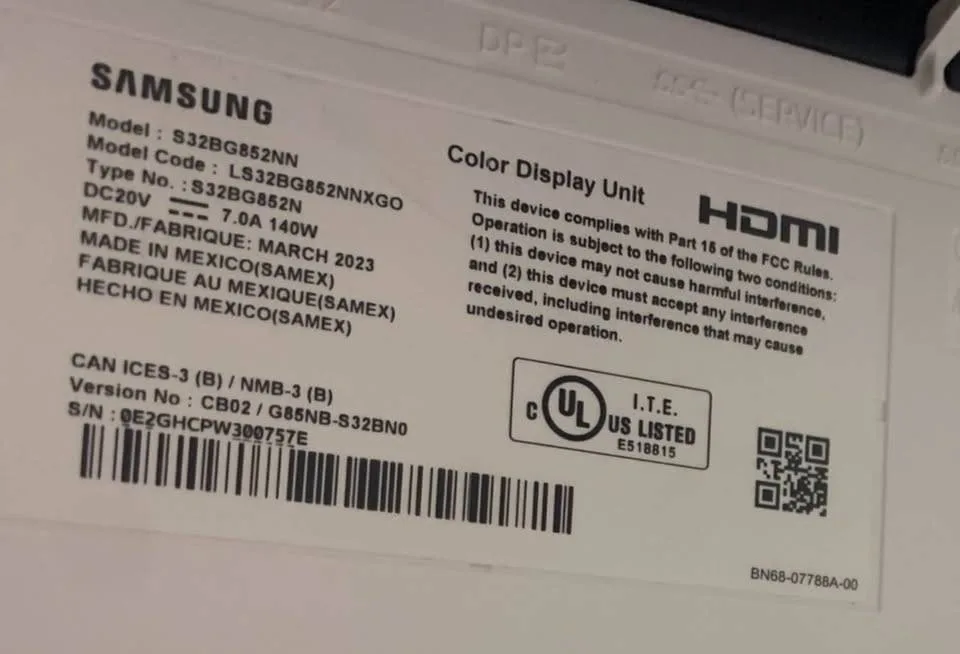 SAMSUNG
Model : S32BG852NN
Model Code : LS32BG852NNXGO
Type No. : S32BG852N
DC20V 7.0A 140W
MFD./FABRIQUE: MARCH 2023
MADE IN MEXICO(SAMEX)
FABRIQUE AU MEXIQUE(SAMEX)
HECHO EN MEXICO(SAMEX)
CAN ICES-3 (B) / NMB-3 (B)
Version No : CB02 / G85NB-S32BN0
S/N : 0E2GHCPW300757E
Color Display Unit
HDMI
This device complies with Part 15 of the FCC Rules.
Operation is subject to the following two conditions:
(1) this device may not cause harmful interference,
and (2) this device must accept any interference
received, including interference that may cause
undesired operation.
C UL US LISTED
I.T.E.
E518815
BN68-07788A-00
(SERVICE)